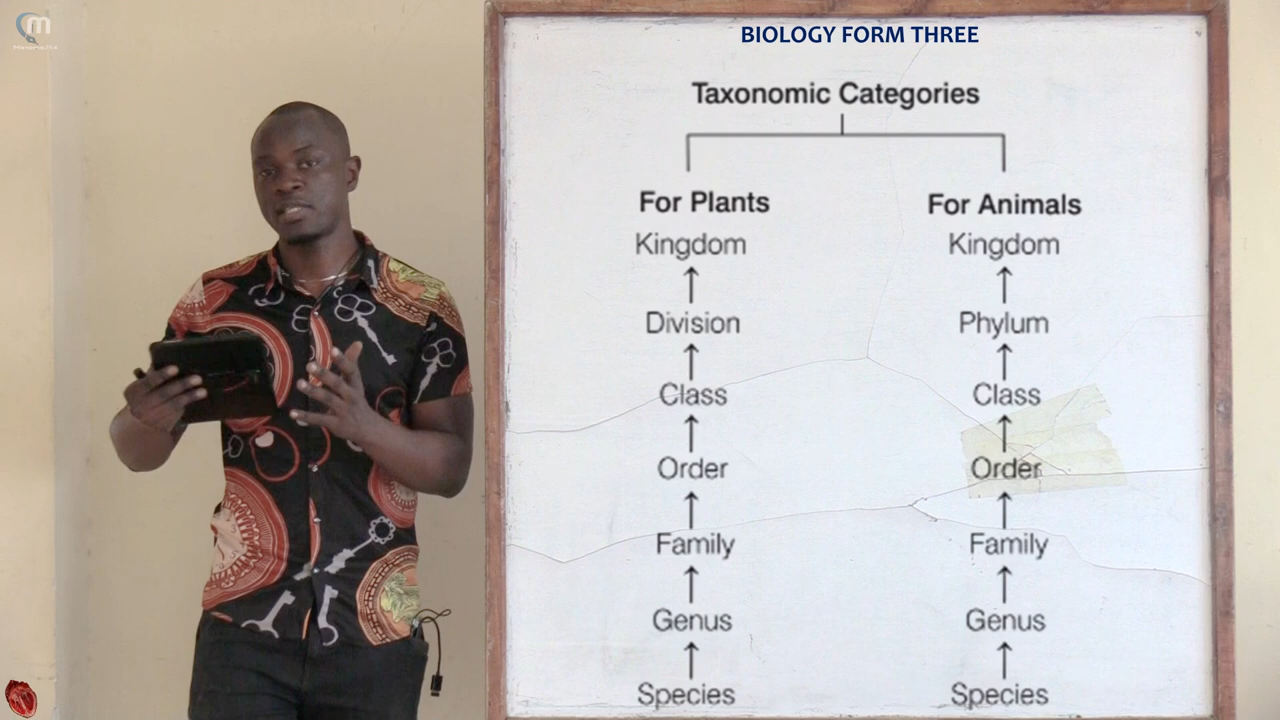 BIOLOGY FORM THREE
Taxonomic Categories
For Plants
Kingdom
Division
Class
Order
Family
Genus
Species
For Animals
Kingdom
Phylum
Class
Order
Family
Genus
Species